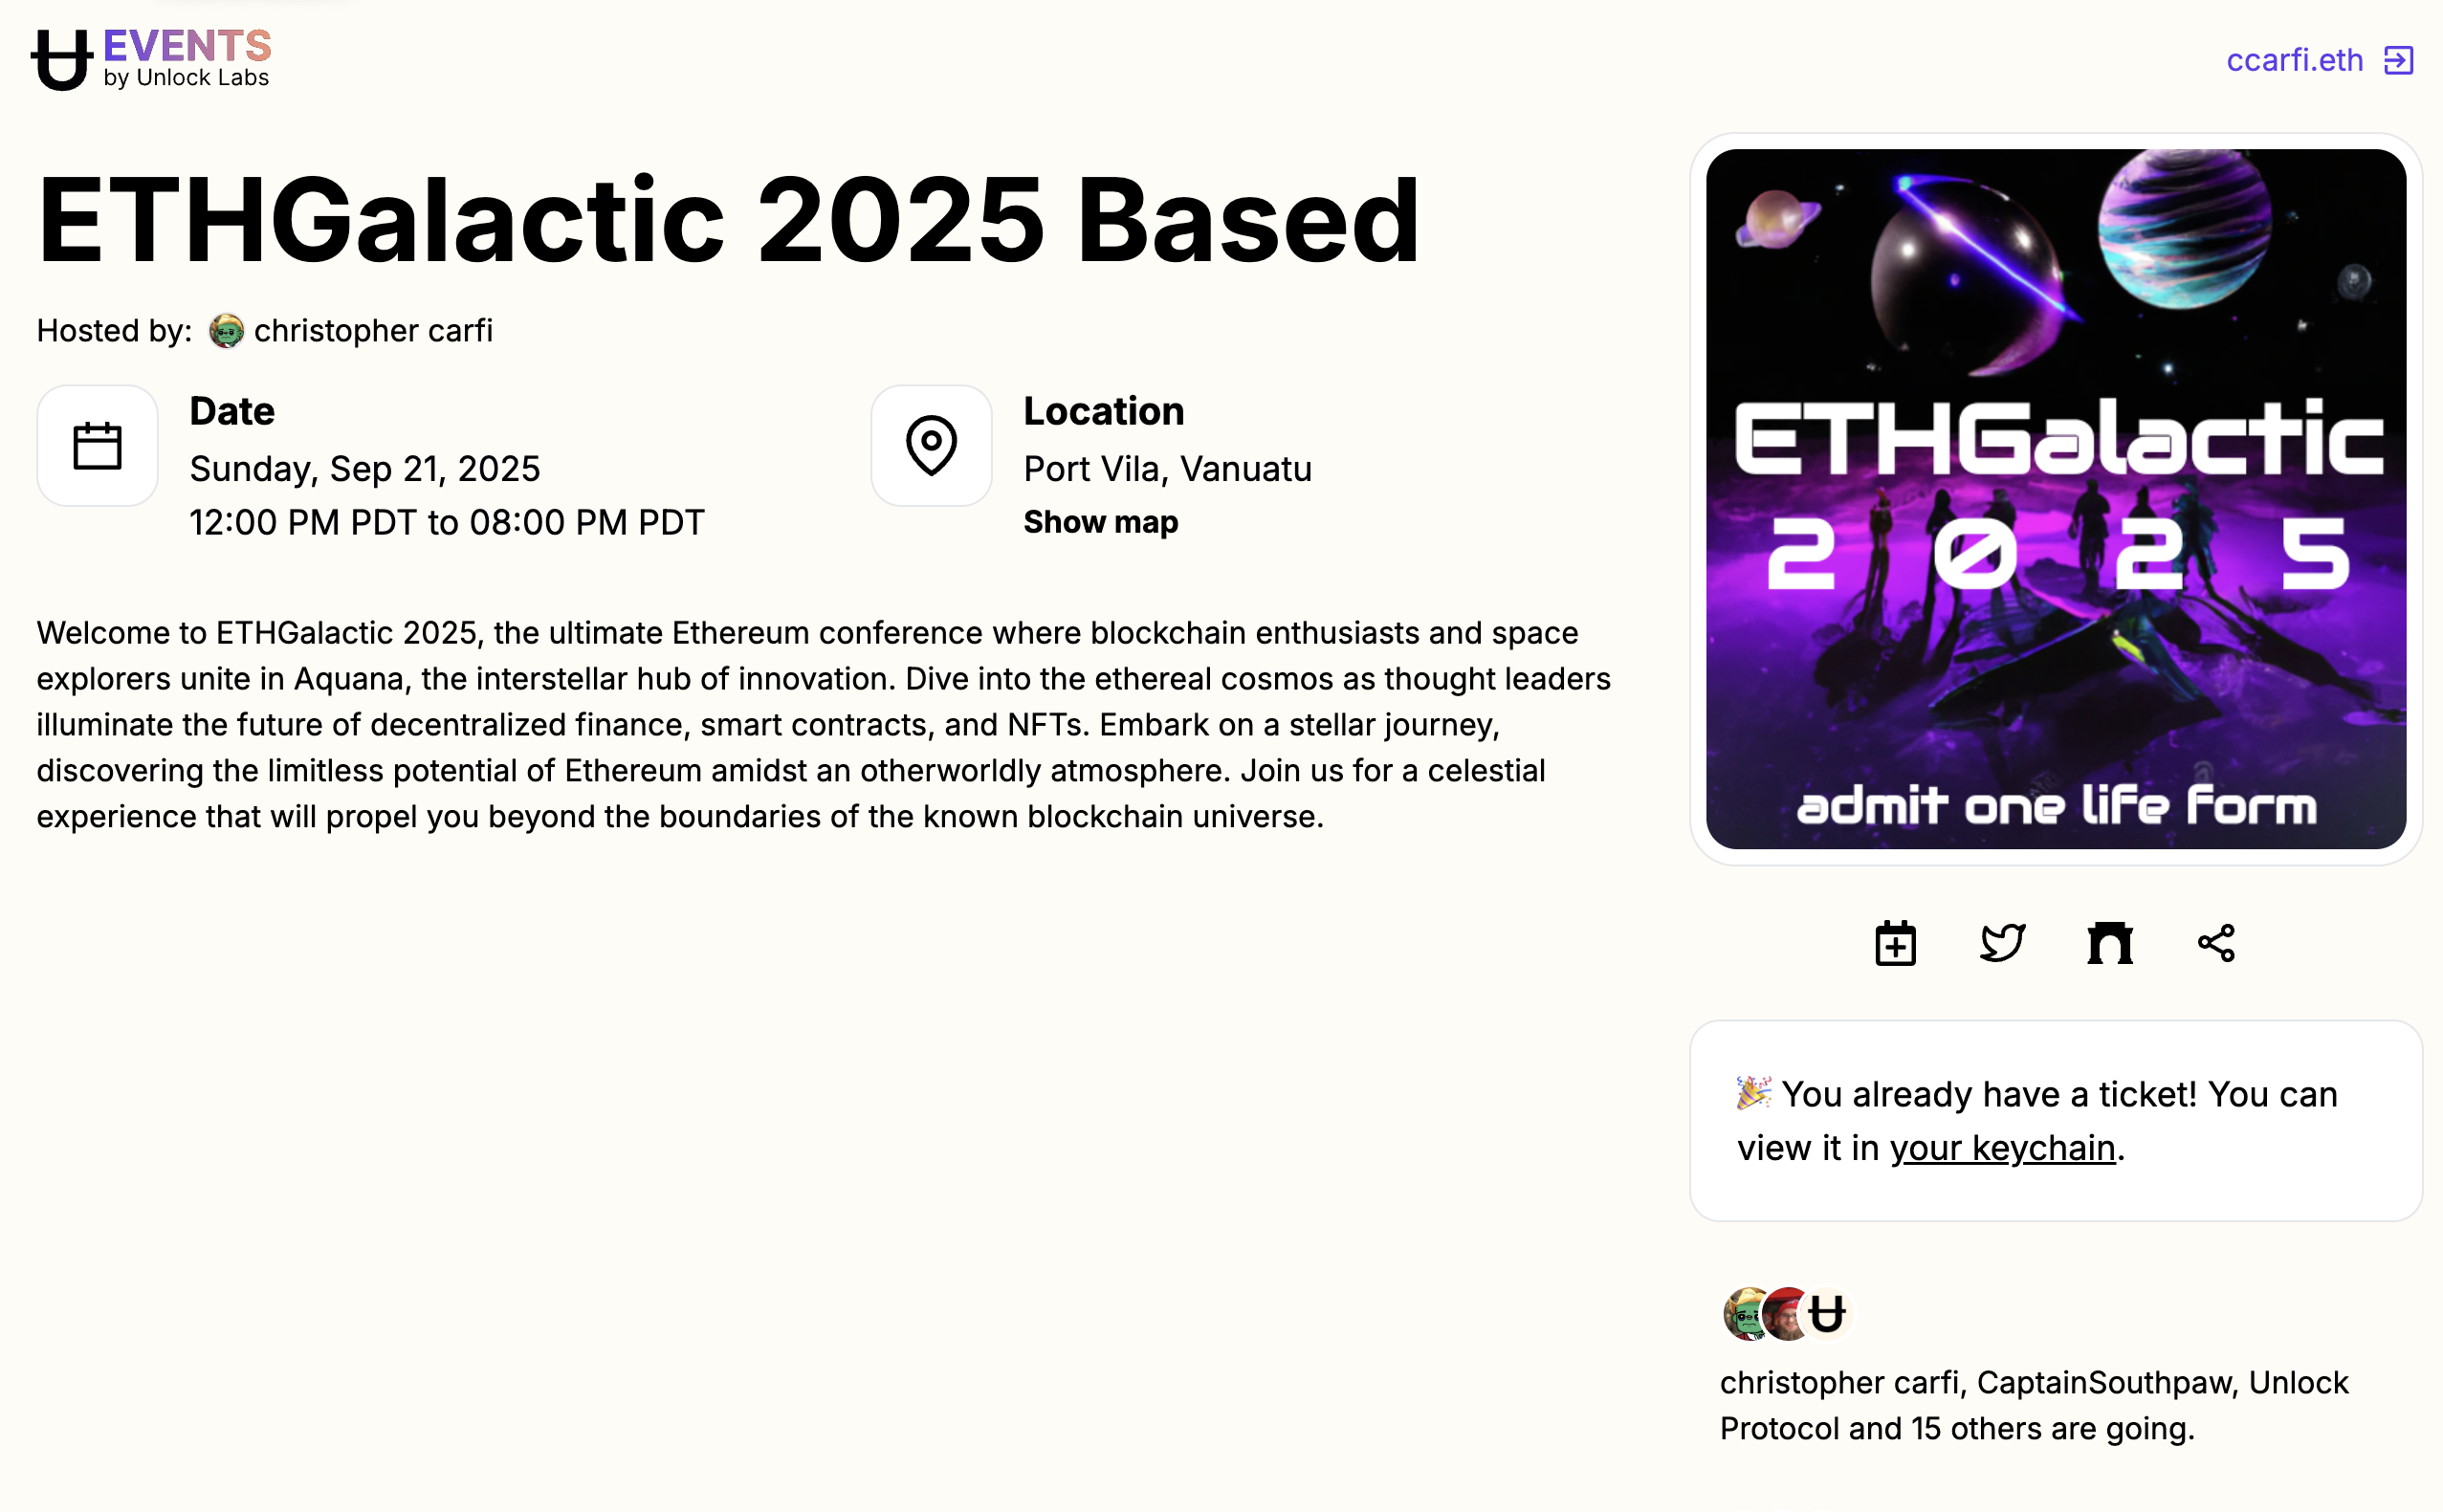 EVENTS
by Unlock Labs
ccarfi.eth
ETHGalactic 2025 Based
Hosted by: christopher carfi
Date
Sunday, Sep 21, 2025
12:00 PM PDT to 08:00 PM PDT
Location
Port Vila, Vanuatu
Show map
Welcome to ETHGalactic 2025, the ultimate Ethereum conference where blockchain enthusiasts and space
explorers unite in Aquana, the interstellar hub of innovation. Dive into the ethereal cosmos as thought leaders
illuminate the future of decentralized finance, smart contracts, and NFTs. Embark on a stellar journey,
discovering the limitless potential of Ethereum amidst an otherworldly atmosphere. Join us for a celestial
experience that will propel you beyond the boundaries of the known blockchain universe.
ETHGalactic
2025
admit one life form
🎉 You already have a ticket! You can
view it in your keychain.
christopher carfi, CaptainSouthpaw, Unlock
Protocol and 15 others are going.